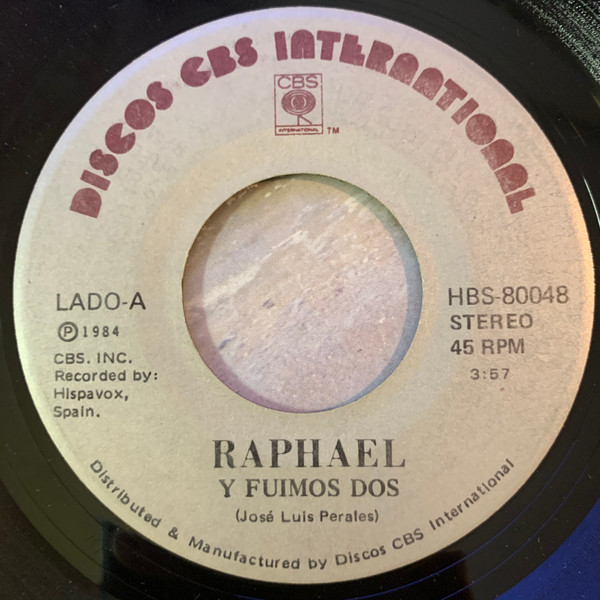 DISCOS CBS INTERNATIONAL
CBS
INTERNATIONAL
TM
LADO-A
Ⓟ 1984
CBS. INC.
Recorded by:
Hispavox,
Spain.
HBS-80048
STEREO
45 RPM
3:57
RAPHAEL
Y FUIMOS DOS
(José Luis Perales)
Distributed & Manufactured by Discos CBS International